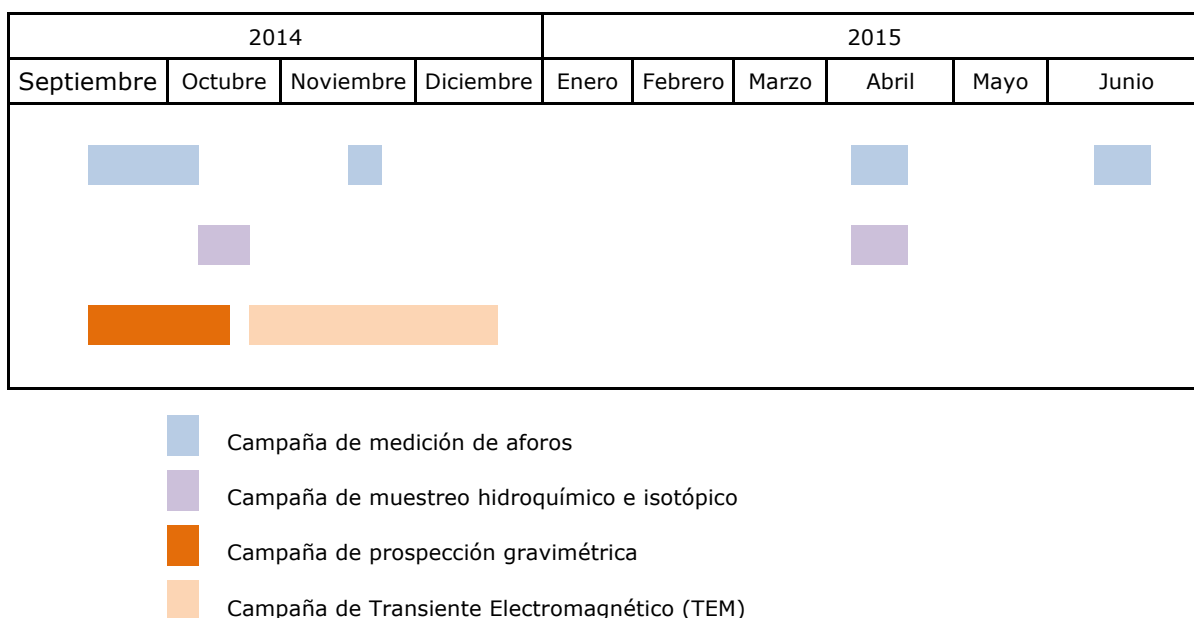 2014 2015
Septiembre Octubre Noviembre Diciembre Enero Febrero Marzo Abril Mayo Junio
Campaña de medición de aforos
Campaña de muestreo hidroquímico e isotópico
Campaña de prospección gravimétrica
Campaña de Transiente Electromagnético (TEM)